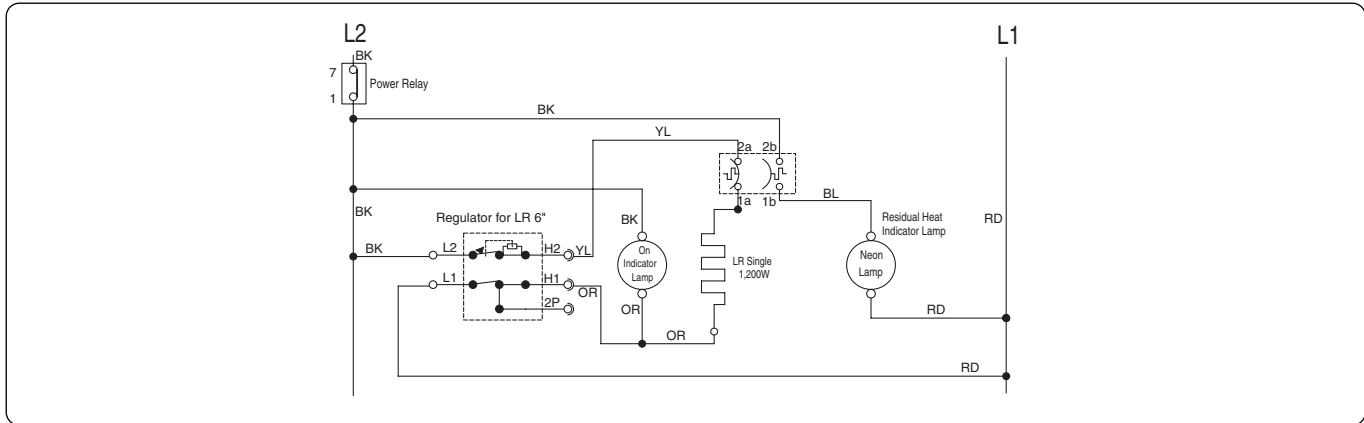 L2
L1
BK
7
Power Relay
1
BK
YL
2a 2b
1a 1b
BL
BK
Regulator for LR 6"
BK
Residual Heat
Indicator Lamp
RD
BK
L2
H2
YL
On
Indicator
Lamp
LR Single
1,200W
Neon
Lamp
L1
H1
OR
2P
OR
OR
RD
RD